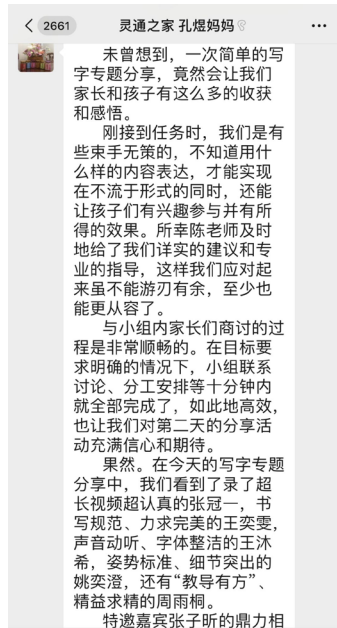 2661
灵通之家 孔煜妈妈
未曾想到，一次简单的写
字专题分享，竟然会让我们
家长和孩子有这么多的收获
和感悟。
刚接到任务时，我们是有
些束手无策的，不知道用什
么样的内容表达，才能实现
在不流于形式的同时，还能
让孩子们有兴趣参与并有所
得的效果。所幸陈老师及时
地给了我们详实的建议和专
业的指导，这样我们应对起
来虽不能游刃有余，至少也
能更从容了。
与小组内家长们商讨的过
程是非常顺畅的。在目标要
求明确的情况下，小组联系
讨论、分工安排等十分钟内
就全部完成了，如此地高效，
也让我们对第二天的分享活
动充满信心和期待。
果然。在今天的写字专题
分享中，我们看到了录了超
长视频超认真的张冠一，书
写规范、力求完美的王奕雯，
声音动听、字体整洁的王沐
希，姿势标准、细节突出的
姚奕澄，还有“教导有方”、
精益求精的周雨桐。
特邀嘉宾张子昕的鼎力相